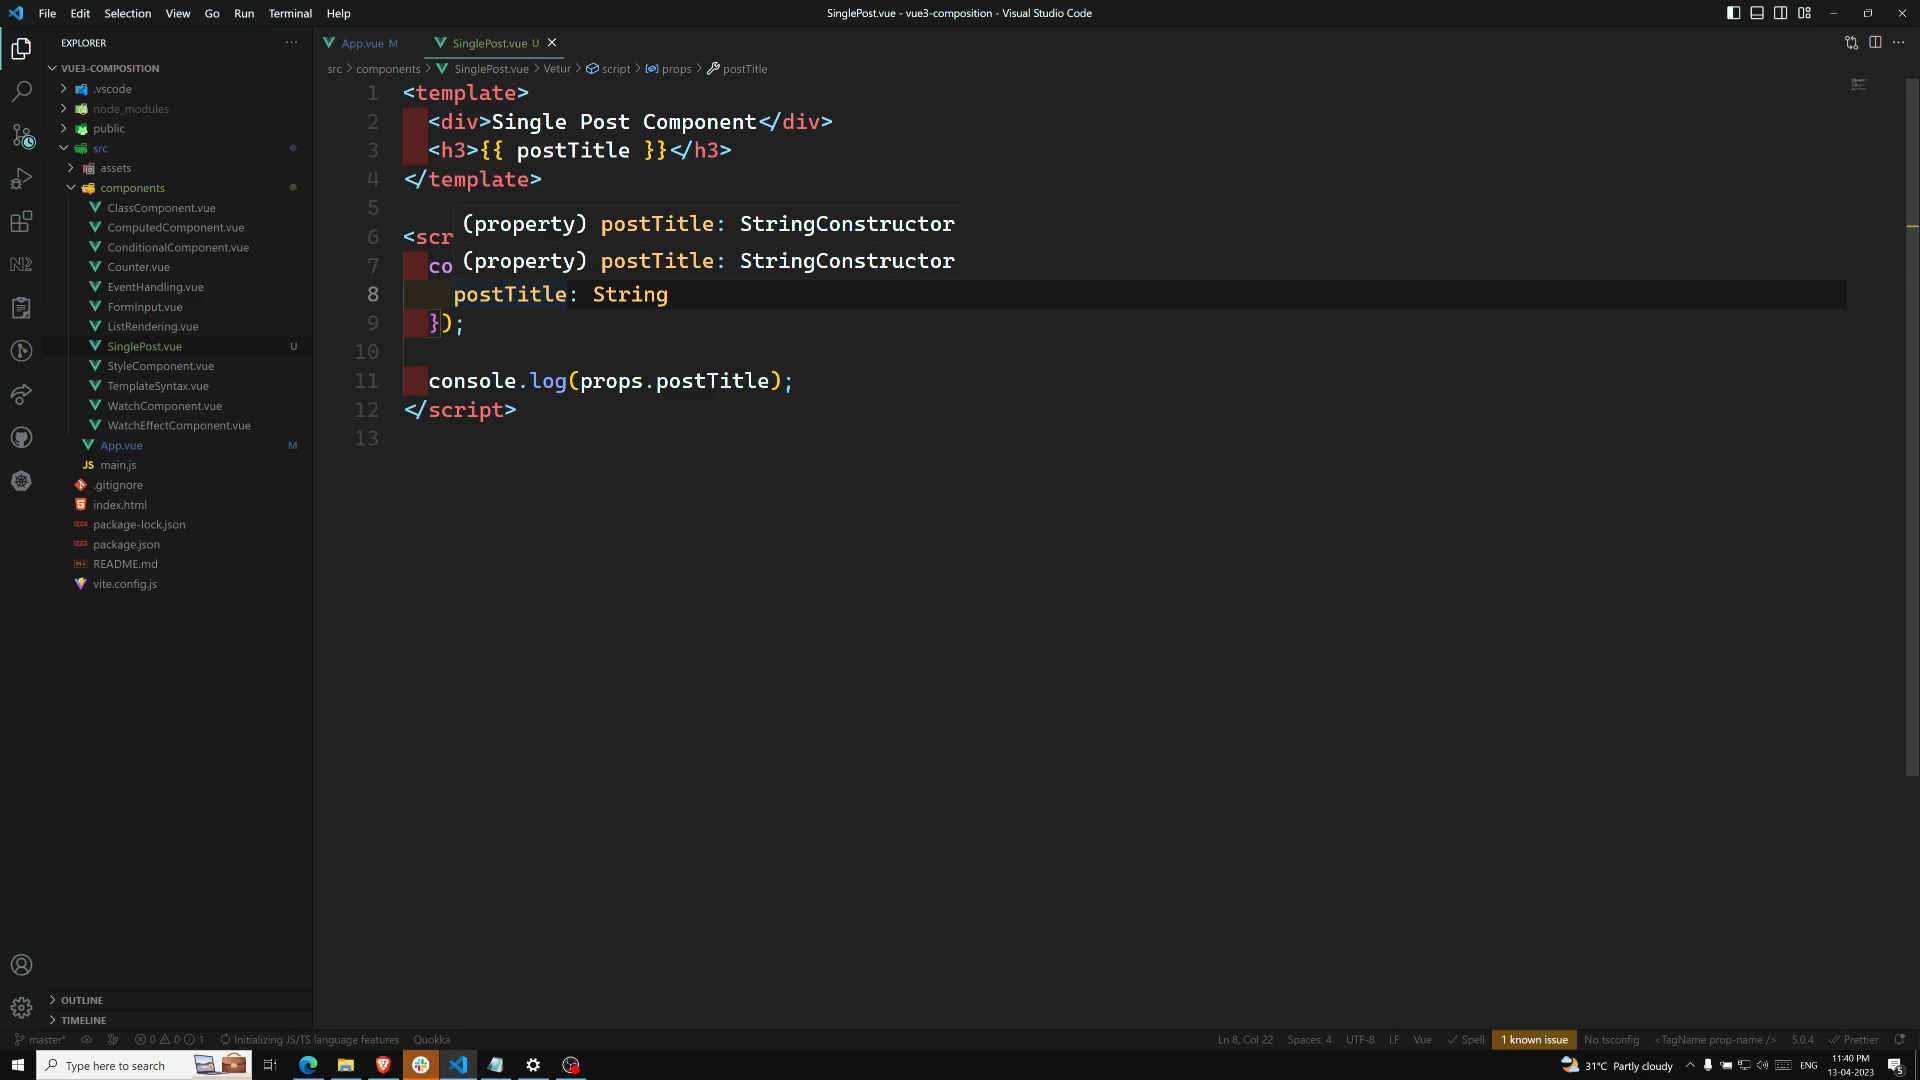 File Edit Selection View Go Run Terminal Help
SinglePost.vue - vue3-composition - Visual Studio Code
EXPLORER
VUE3-COMPOSITION
.vscode
node_modules
public
src
assets
components
ClassComponent.vue
ComputedComponent.vue
ConditionalComponent.vue
Counter.vue
EventHandling.vue
FormInput.vue
ListRendering.vue
SinglePost.vue U
StyleComponent.vue
TemplateSyntax.vue
WatchComponent.vue
WatchEffectComponent.vue
App.vue M
JS main.js
.gitignore
index.html
package-lock.json
package.json
README.md
vite.config.js
OUTLINE
TIMELINE
App.vue M SinglePost.vue U
src > components > SinglePost.vue > Vetur > script > props > postTitle
1 <template>
2 <div>Single Post Component</div>
3 <h3>{{ postTitle }}</h3>
4 </template>
5
(property) postTitle: StringConstructor
6 <scr
(property) postTitle: StringConstructor
7 co
8 postTitle: String
9 });
10
11 console.log(props.postTitle);
12 </script>
13
master* 0 0 1 Initializing JS/TS language features Quokka
Ln 8, Col 22 Spaces: 4 UTF-8 LF Vue Spell 1 known issue No tsconfig <TagName prop-name /> 5.0.4 Prettier
Type here to search
31°C Partly cloudy ENG
11:40 PM
13-04-2023
5